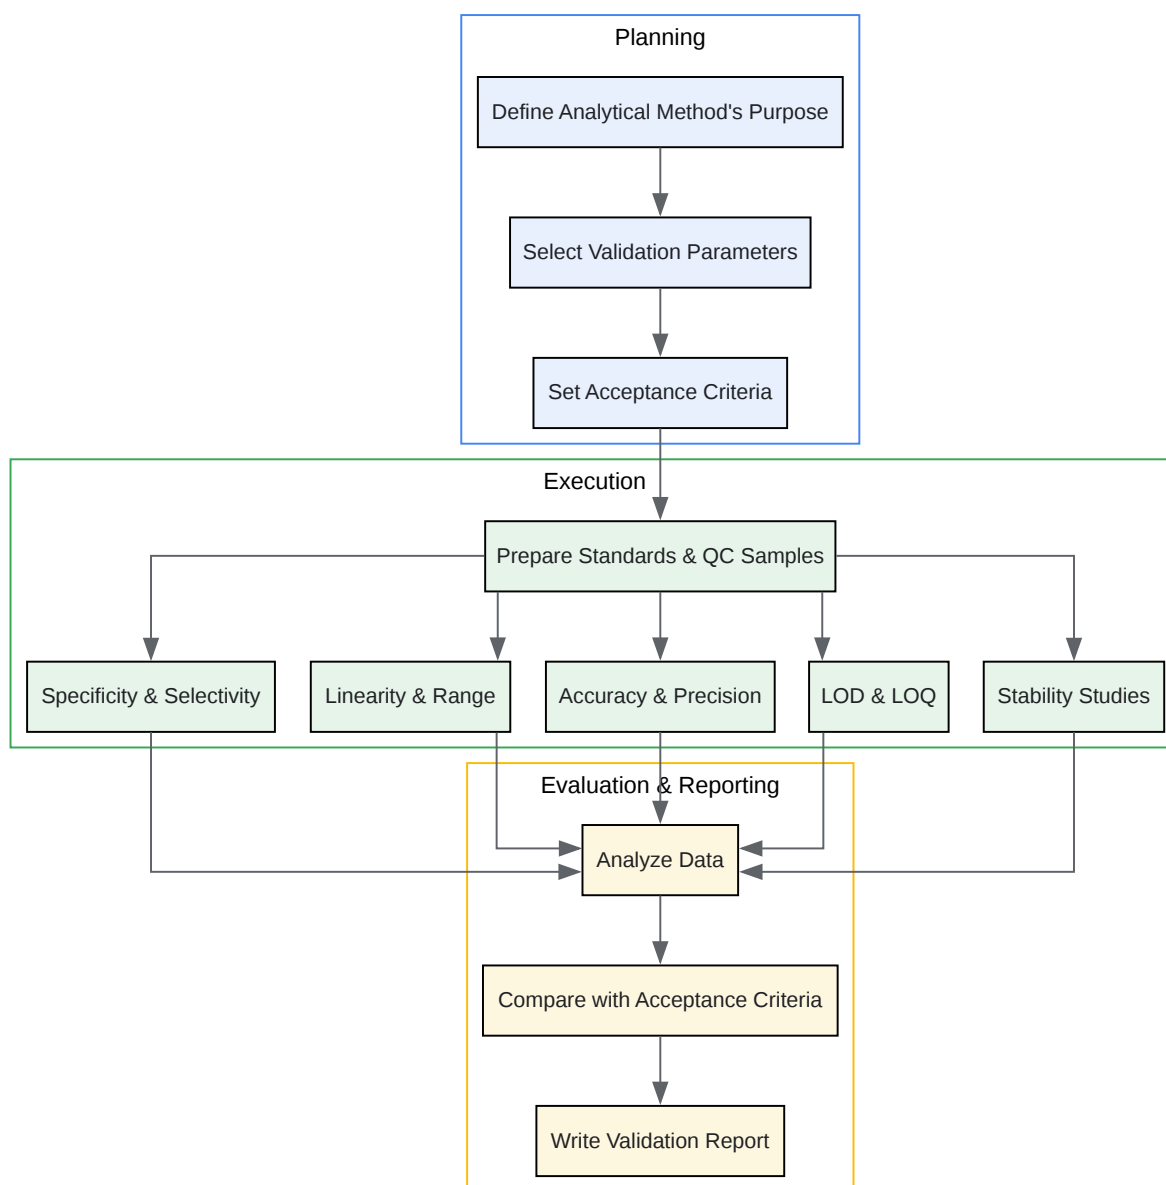 Planning
Define Analytical Method's Purpose
Select Validation Parameters
Set Acceptance Criteria
Execution
Prepare Standards & QC Samples
Specificity & Selectivity
Linearity & Range
Accuracy & Precision
LOD & LOQ
Stability Studies
Evaluation & Reporting
Analyze Data
Compare with Acceptance Criteria
Write Validation Report